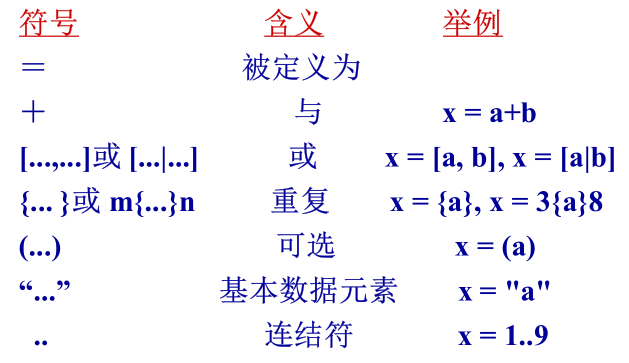 符号 含义 举例
＝ 被定义为
＋ 与 x = a+b
[...,...]或 [...|...] 或 x = [a, b], x = [a|b]
{... }或 m{...}n 重复 x = {a}, x = 3{a}8
(...) 可选 x = (a)
“...” 基本数据元素 x = "a"
.. 连结符 x = 1..9